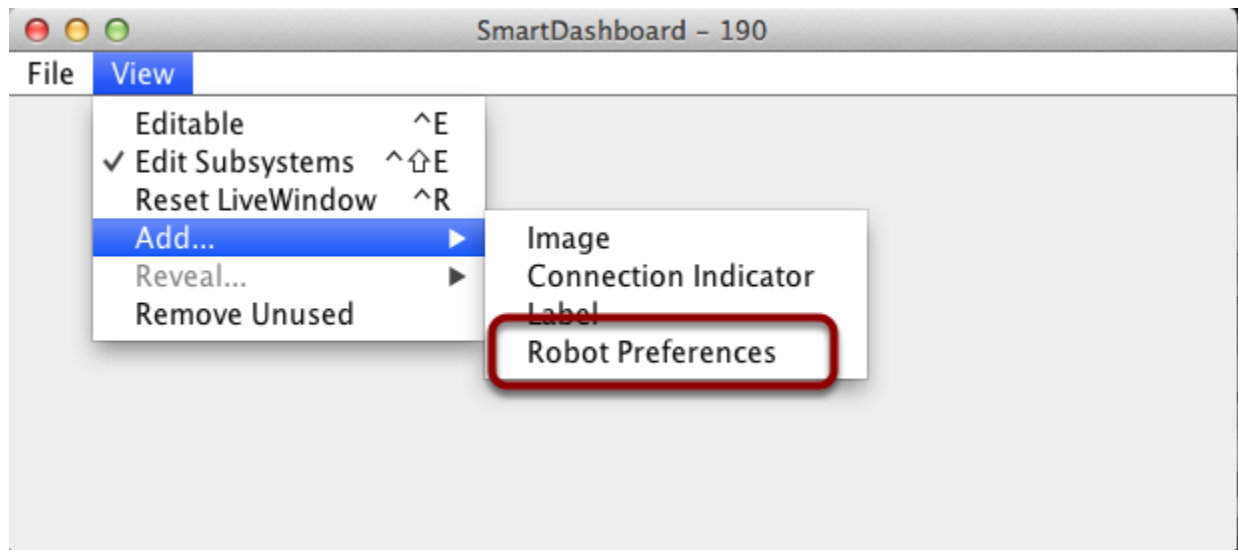 SmartDashboard – 190
File View
Editable ^E
✓ Edit Subsystems ^⇧E
Reset LiveWindow ^R
Add... ▶
Image
Reveal... ▶
Connection Indicator
Remove Unused
Label
Robot Preferences